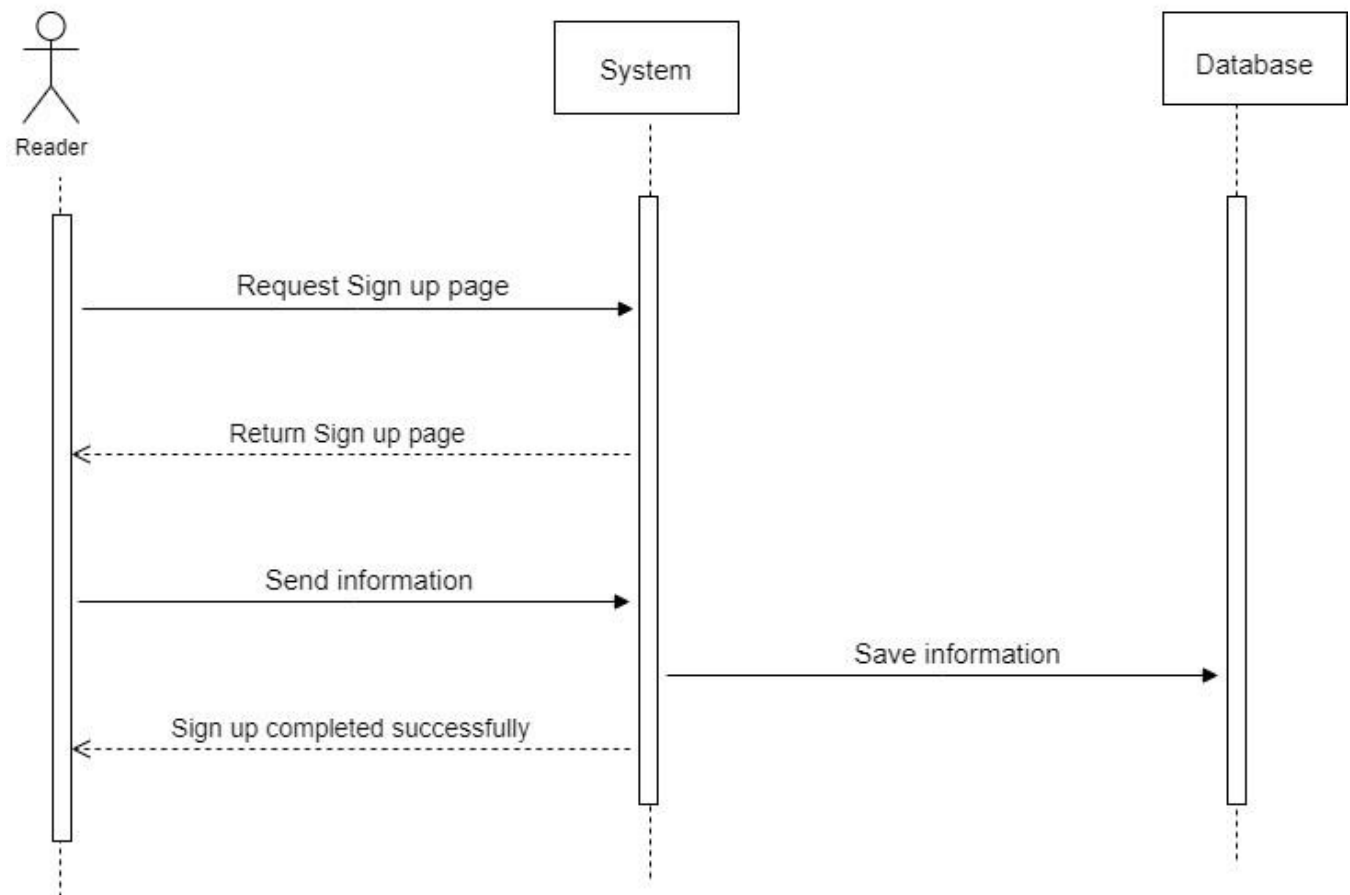 System
Database
Reader
Request Sign up page
Return Sign up page
Send information
Save information
Sign up completed successfully